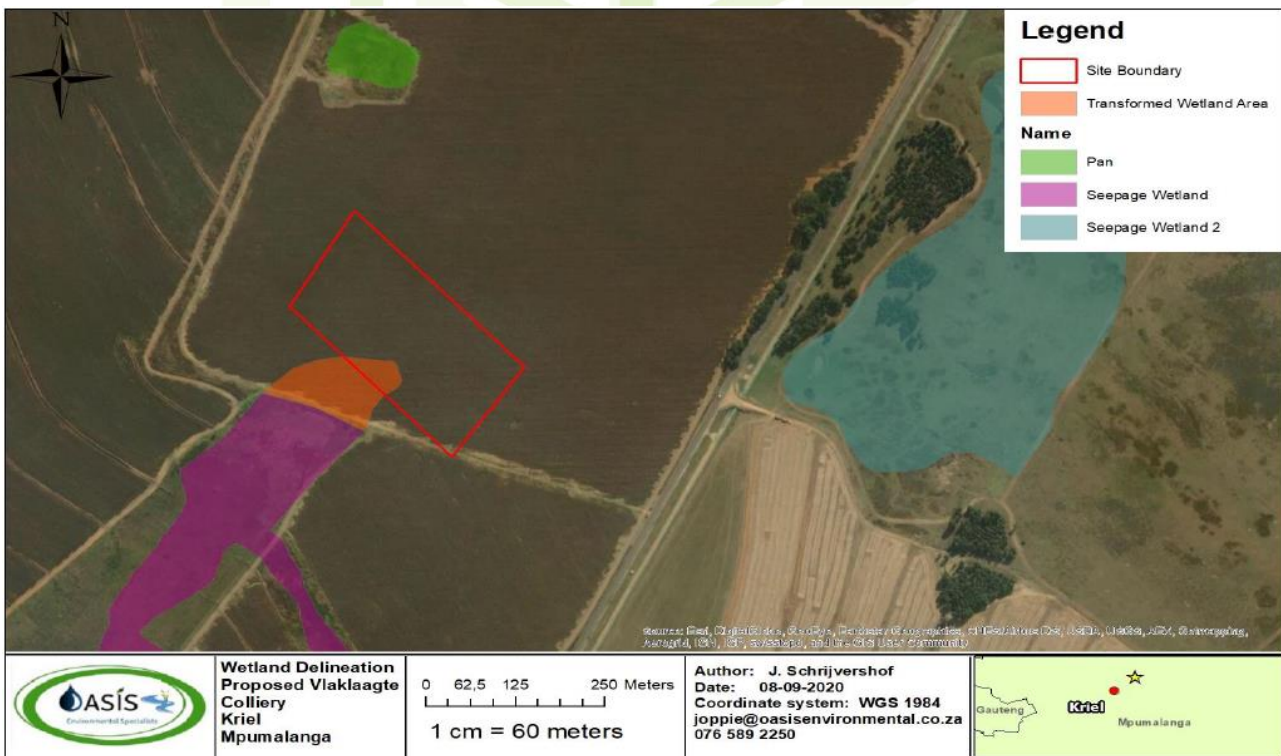 N
Legend
Site Boundary
Transformed Wetland Area
Name
Pan
Seepage Wetland
Seepage Wetland 2
OASIS
Environmental Specialists
Wetland Delineation
Proposed Vlaklaagte
Colliery
Kriel
Mpumalanga
0 62,5 125 250 Meters
1 cm = 60 meters
Author: J. Schrijvershof
Date: 08-09-2020
Coordinate system: WGS 1984
joppie@oasisenvironmental.co.za
076 589 2250
Gauteng
Kriel
Mpumalanga